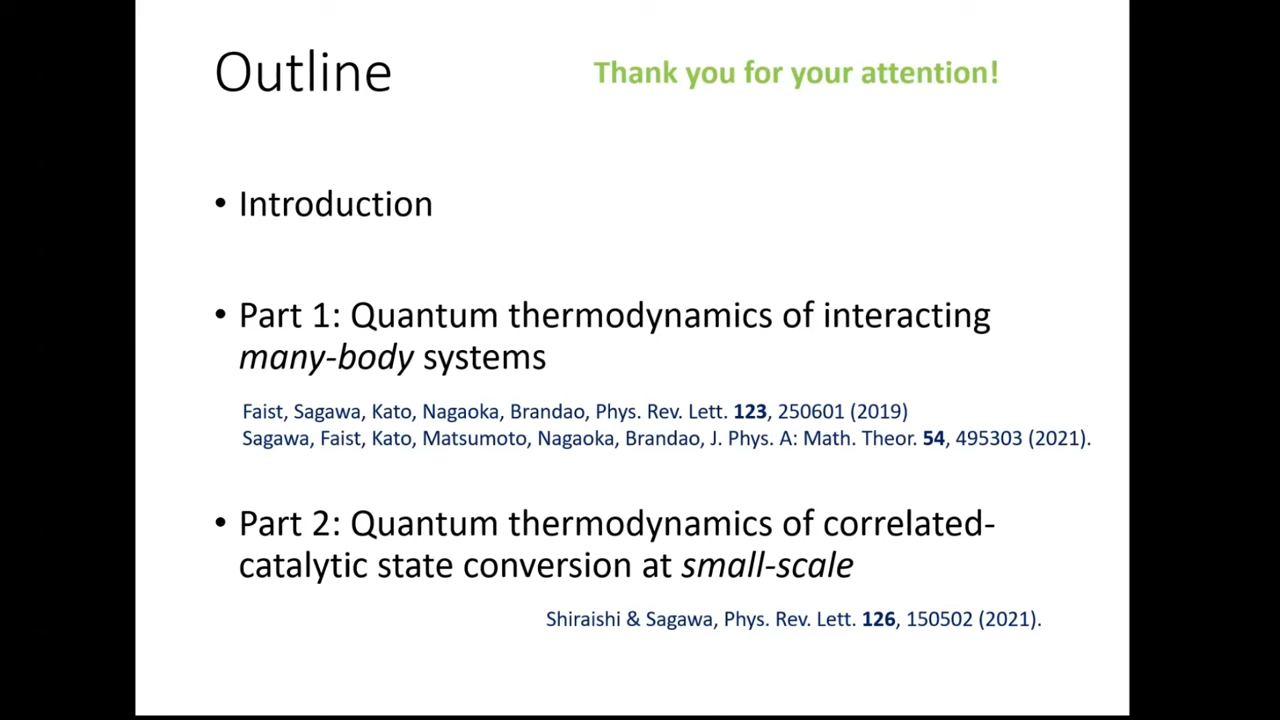 Outline
Thank you for your attention!
• Introduction
• Part 1: Quantum thermodynamics of interacting
many-body systems
Faist, Sagawa, Kato, Nagaoka, Brandao, Phys. Rev. Lett. 123, 250601 (2019)
Sagawa, Faist, Kato, Matsumoto, Nagaoka, Brandao, J. Phys. A: Math. Theor. 54, 495303 (2021).
• Part 2: Quantum thermodynamics of correlated-
catalytic state conversion at small-scale
Shiraishi & Sagawa, Phys. Rev. Lett. 126, 150502 (2021).